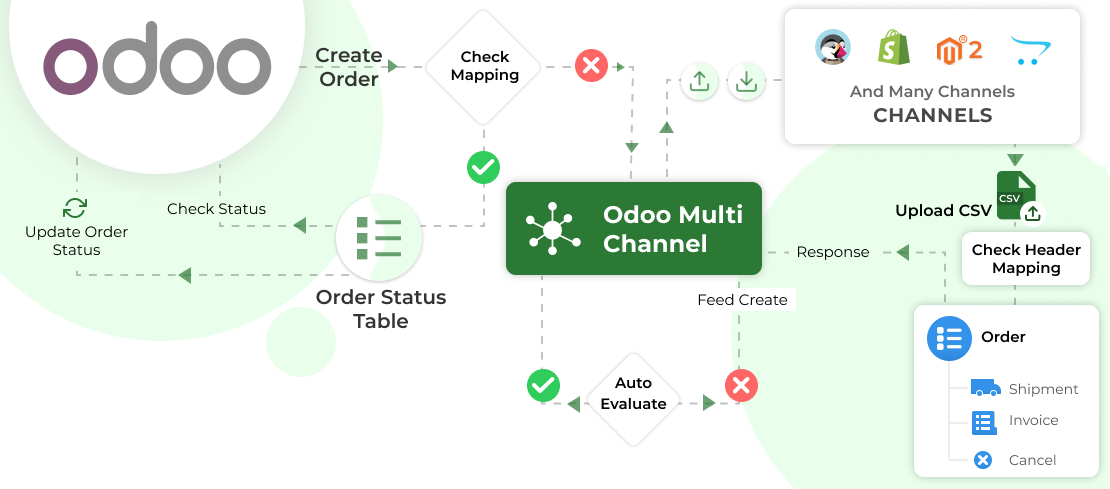 odoo
Create
Order
Check
Mapping
2
And Many Channels
CHANNELS
CSV
Upload CSV
Check Header
Mapping
Check Status
Update Order
Status
Order Status
Table
Odoo Multi
Channel
Response
Feed Create
Auto
Evaluate
Order
Shipment
Invoice
Cancel